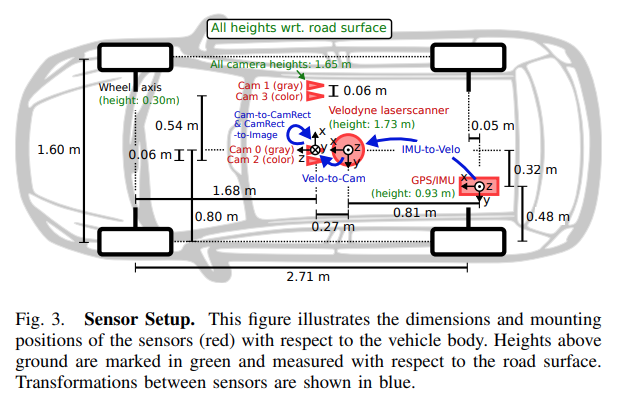 All heights wrt. road surface
All camera heights: 1.65 m
Wheel axis
(height: 0.30m)
Cam 1 (gray)
Cam 3 (color)
0.06 m
Velodyne laserscanner
(height: 1.73 m)
Cam-to-CamRect
& CamRect
-to-Image
0.54 m
0.05 m
x
1.60 m
0.06 m
Cam 0 (gray)
Cam 2 (color)
z
y
x
z
y
IMU-to-Velo
Velo-to-Cam
0.32 m
GPS/IMU
(height: 0.93 m)
x
z
y
1.68 m
0.80 m
0.81 m
0.48 m
0.27 m
2.71 m
Fig. 3. Sensor Setup. This figure illustrates the dimensions and mounting
positions of the sensors (red) with respect to the vehicle body. Heights above
ground are marked in green and measured with respect to the road surface.
Transformations between sensors are shown in blue.